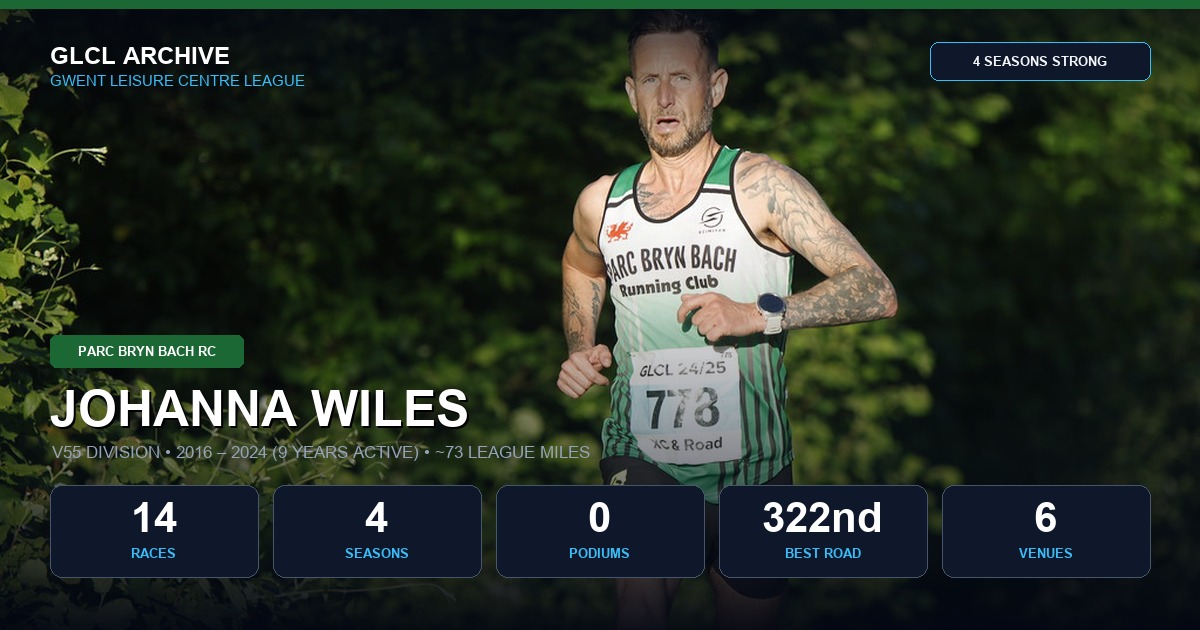 GLCL ARCHIVE
GWENT LEISURE CENTRE LEAGUE
4 SEASONS STRONG
PARC BRYN BACH
Running Club
GLCL 24/25
778
XC & Road
PARC BRYN BACH RC
JOHANNA WILES
V55 DIVISION • 2016 – 2024 (9 YEARS ACTIVE) • ~73 LEAGUE MILES
14
RACES
4
SEASONS
0
PODIUMS
322nd
BEST ROAD
6
VENUES